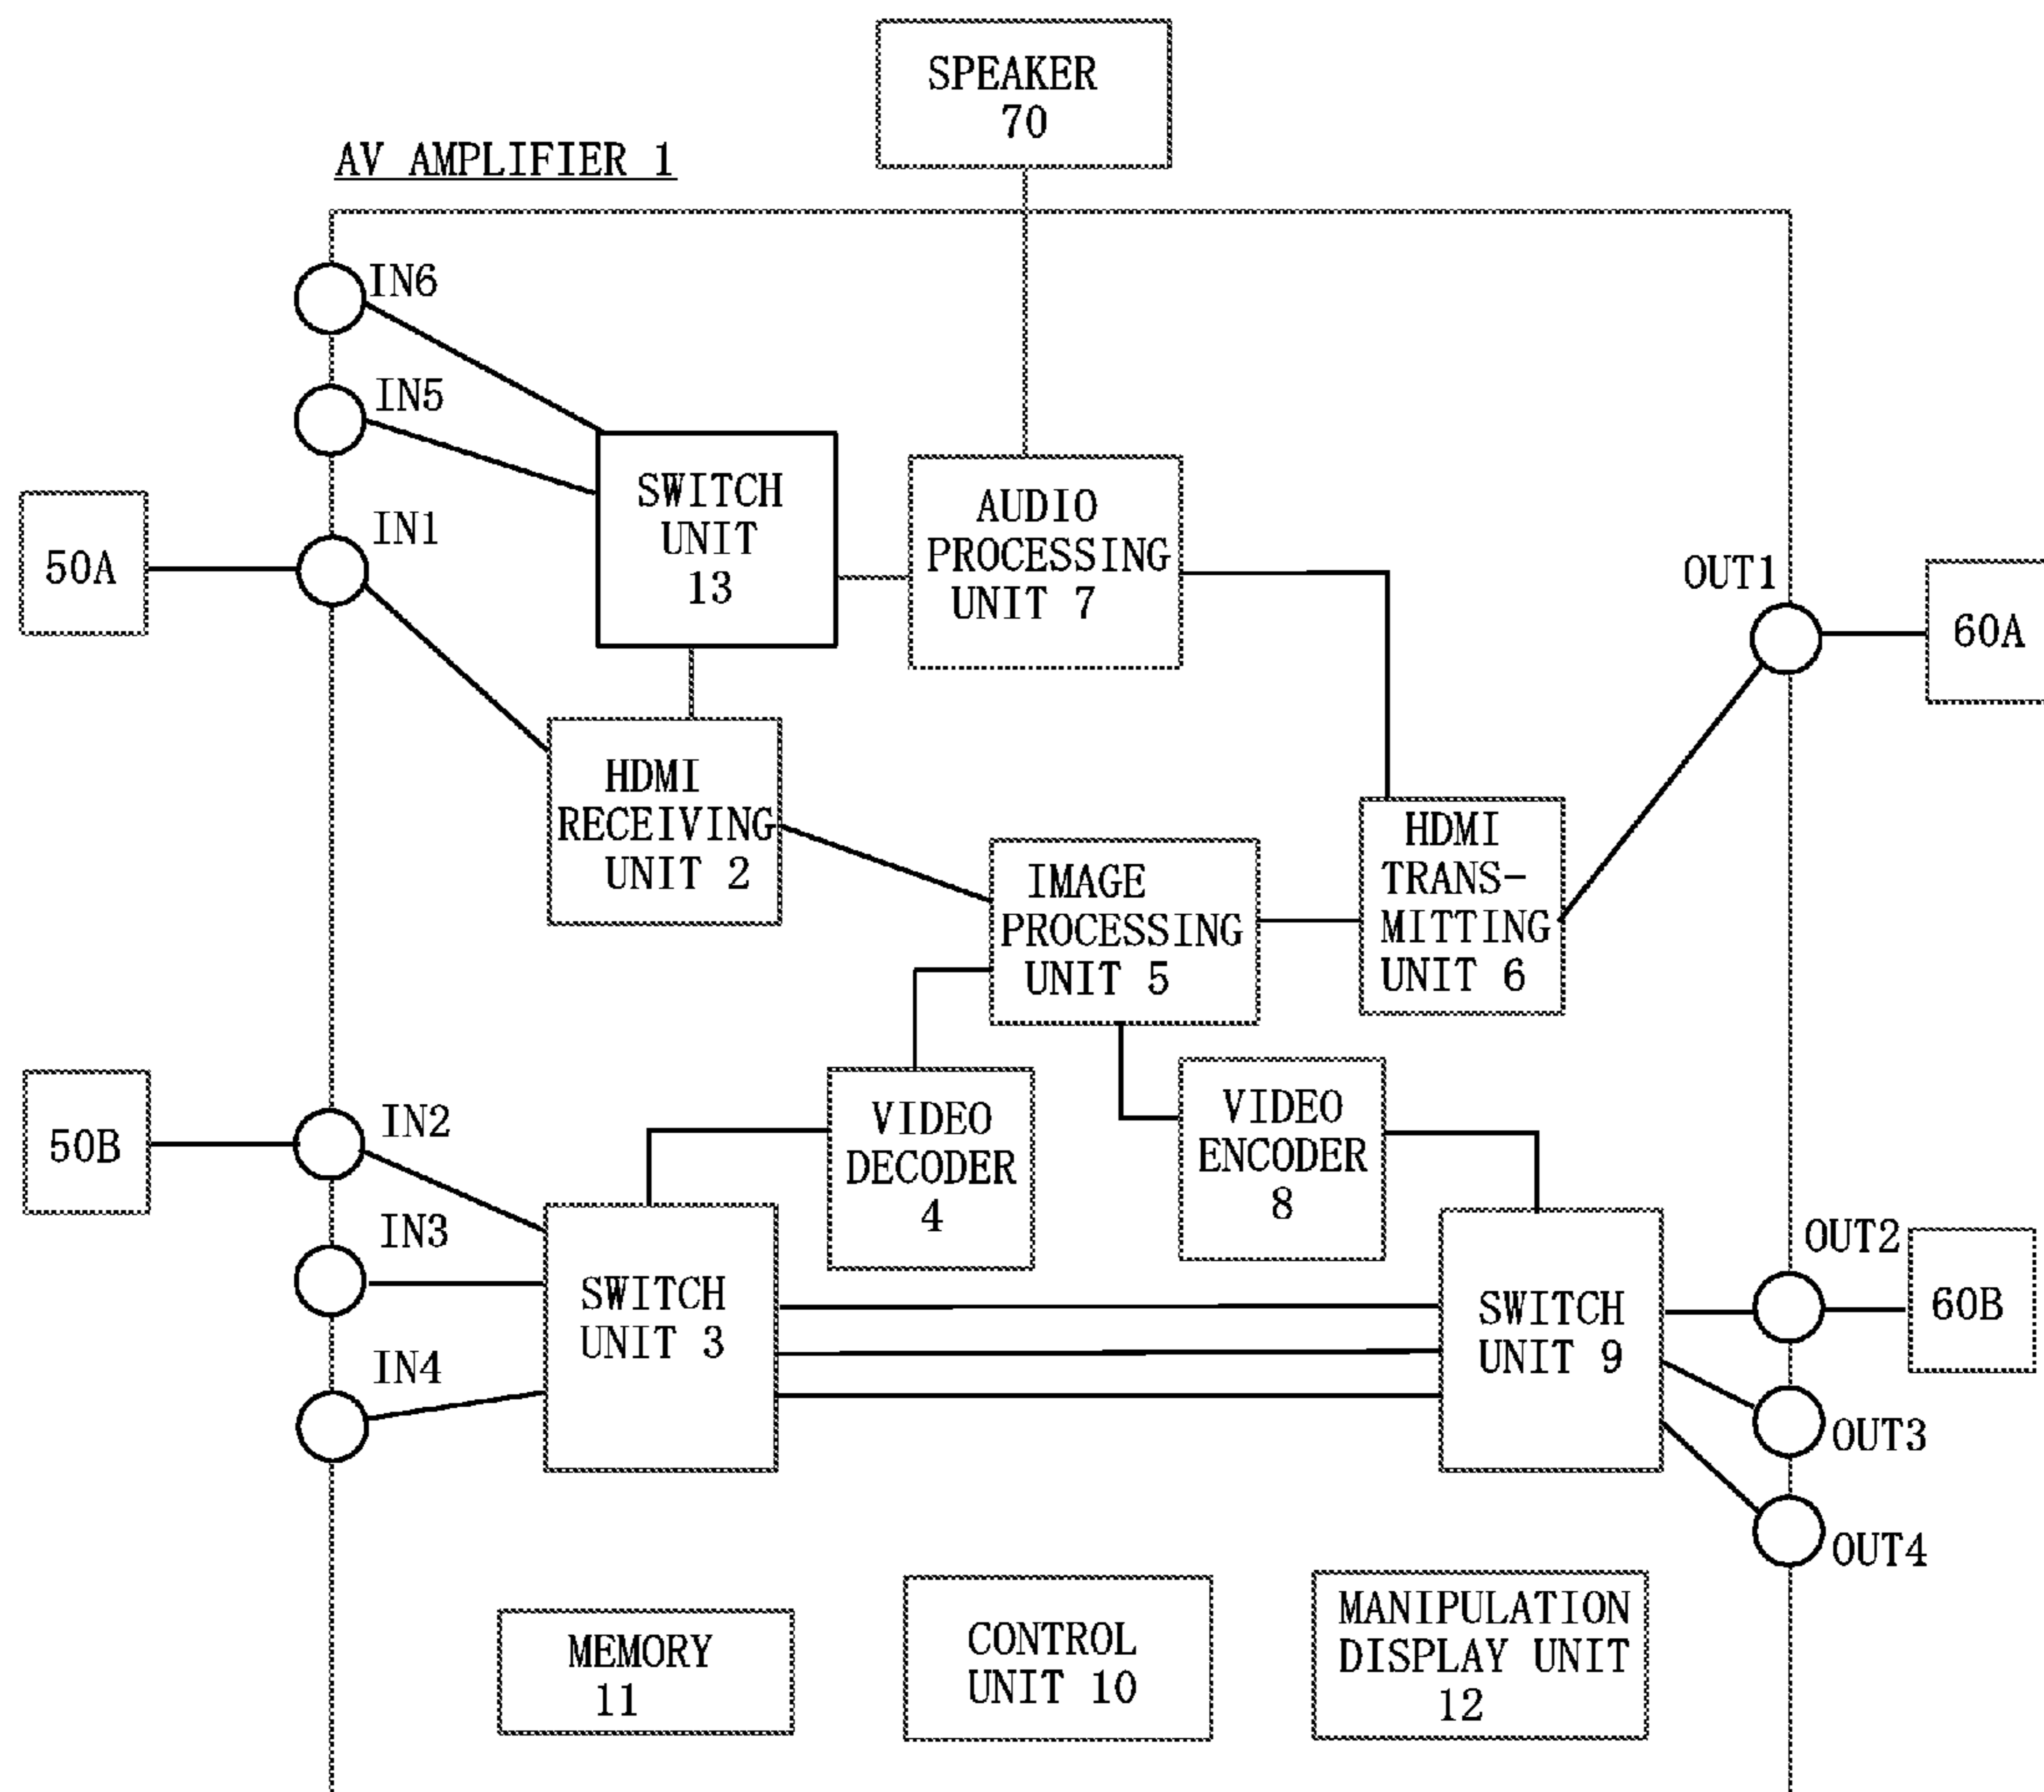 SPEAKER
70
AV AMPLIFIER 1
IN6
IN5
IN1
50A
SWITCH
UNIT
13
AUDIO
PROCESSING
UNIT 7
OUT1
60A
HDMI
RECEIVING
UNIT 2
IMAGE
PROCESSING
UNIT 5
HDMI
TRANS-
MITTING
UNIT 6
50B
IN2
IN3
IN4
VIDEO
DECODER
4
VIDEO
ENCODER
8
SWITCH
UNIT 3
SWITCH
UNIT 9
OUT2
60B
OUT3
OUT4
MEMORY
11
CONTROL
UNIT 10
MANIPULATION
DISPLAY UNIT
12